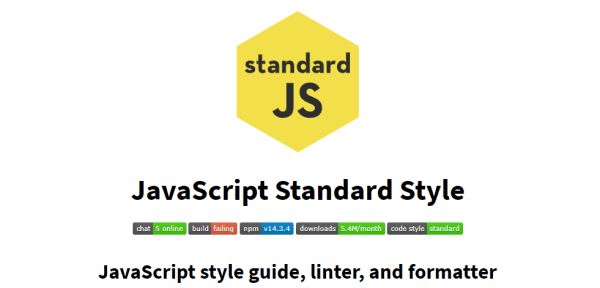 standard
JS
JavaScript Standard Style
chat 5 online build failing npm v14.3.4 downloads 5.4M/month code style standard
JavaScript style guide, linter, and formatter